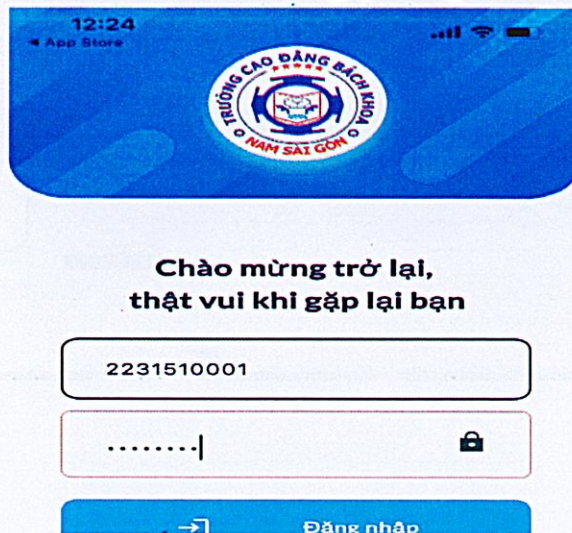 12:24
◀ App Store
TRƯỜNG CAO ĐẲNG BÁCH KHOA
NAM SÀI GÒN
Chào mừng trở lại,
thật vui khi gặp lại bạn
2231510001
........
Đăng nhập